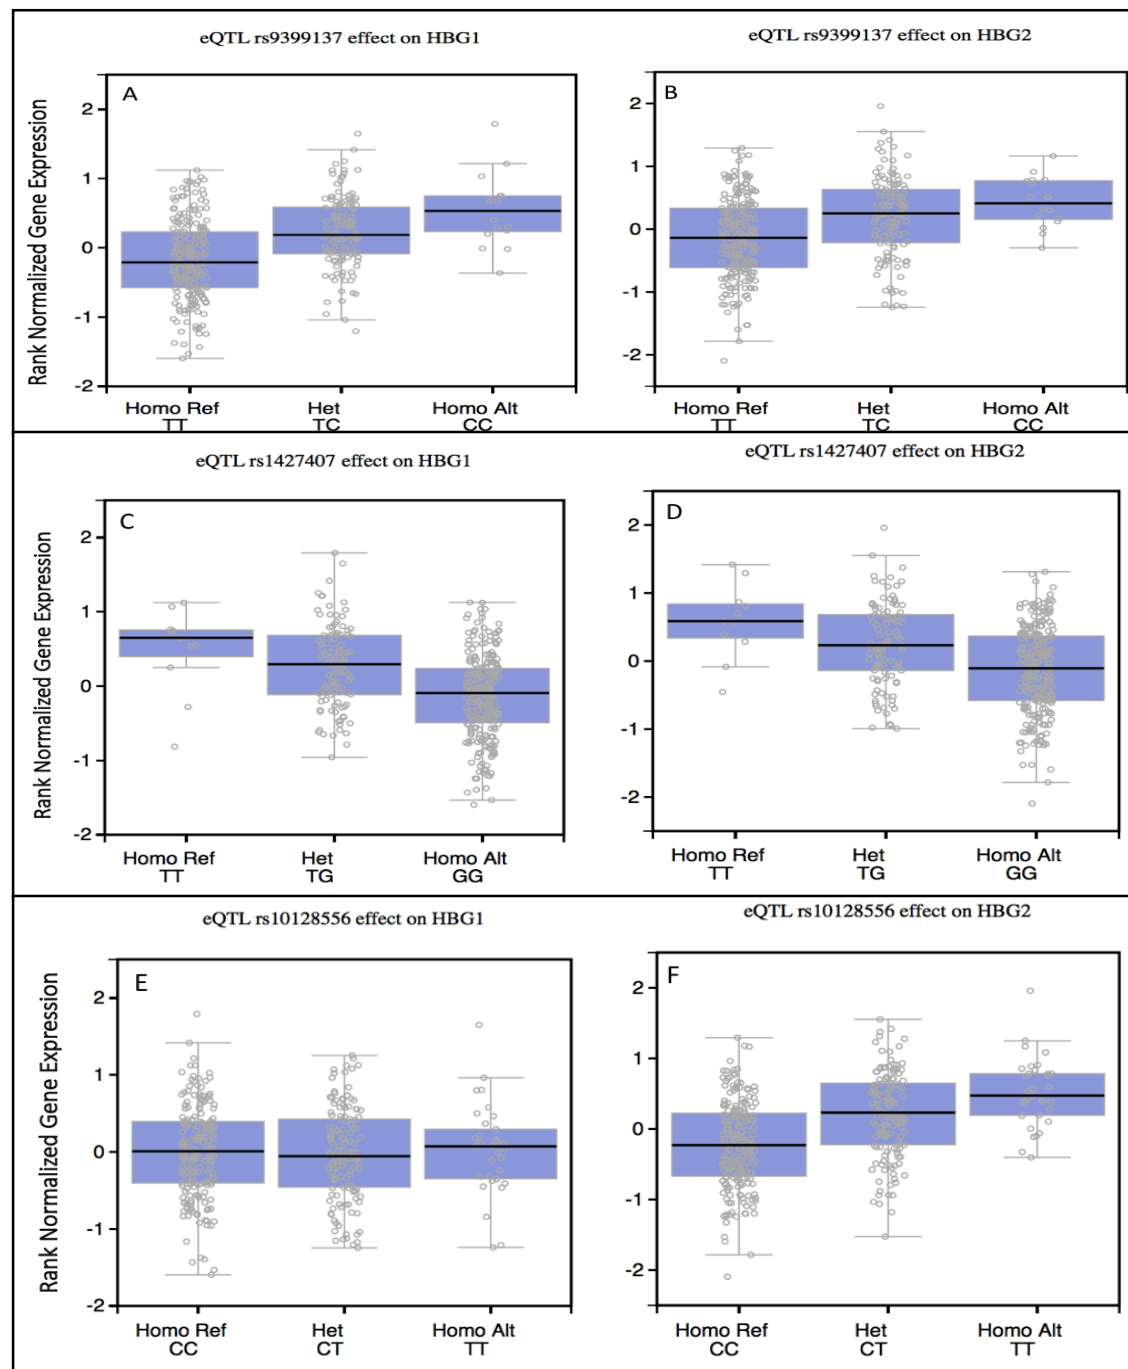 eQTL rs9399137 effect on HBG1
eQTL rs9399137 effect on HBG2
A
B
Rank Normalized Gene Expression
2
1
0
-1
-2
2
1
0
-1
-2
Homo Ref Het Homo Alt
TT TC CC
Homo Ref Het Homo Alt
TT TC CC
eQTL rs1427407 effect on HBG1
eQTL rs1427407 effect on HBG2
C
D
Rank Normalized Gene Expression
2
1
0
-1
-2
2
1
0
-1
-2
Homo Ref Het Homo Alt
TT TG GG
Homo Ref Het Homo Alt
TT TG GG
eQTL rs10128556 effect on HBG1
eQTL rs10128556 effect on HBG2
E
F
Rank Normalized Gene Expression
2
1
0
-1
-2
2
1
0
-1
-2
Homo Ref Het Homo Alt
CC CT TT
Homo Ref Het Homo Alt
CC CT TT